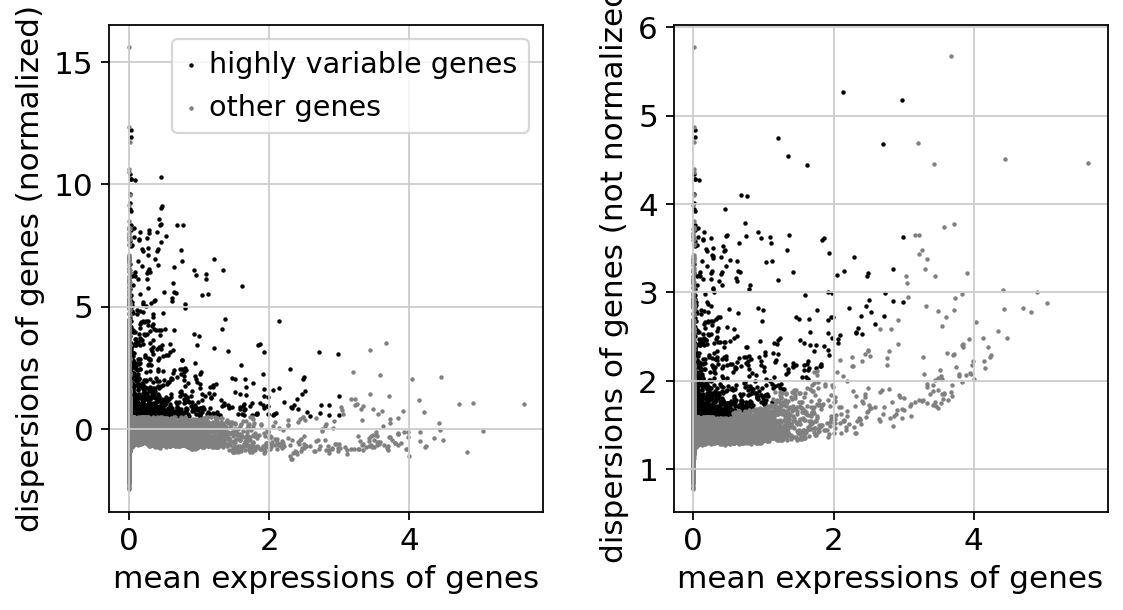 dispersions of genes (normalized)
15
10
5
0
0 2 4
mean expressions of genes
highly variable genes
other genes
dispersions of genes (not normalized
6
5
4
3
2
1
0 2 4
mean expressions of genes